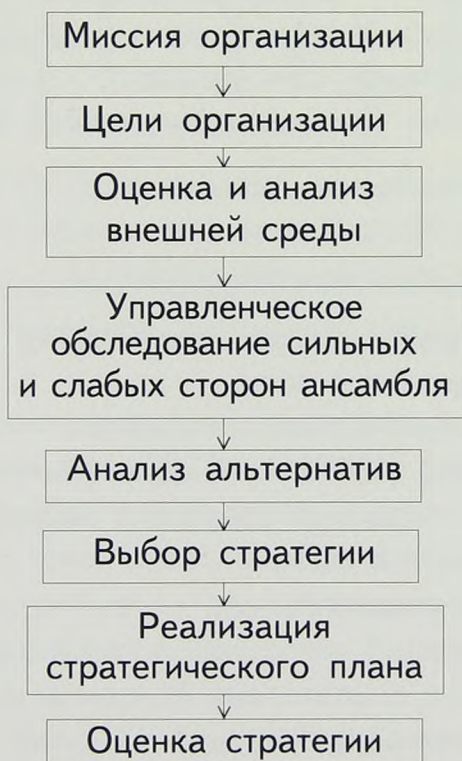 Миссия организации
Цели организации
Оценка и анализ
внешней среды
Управленческое
обследование сильных
и слабых сторон ансамбля
Анализ альтернатив
Выбор стратегии
Реализация
стратегического плана
Оценка стратегии